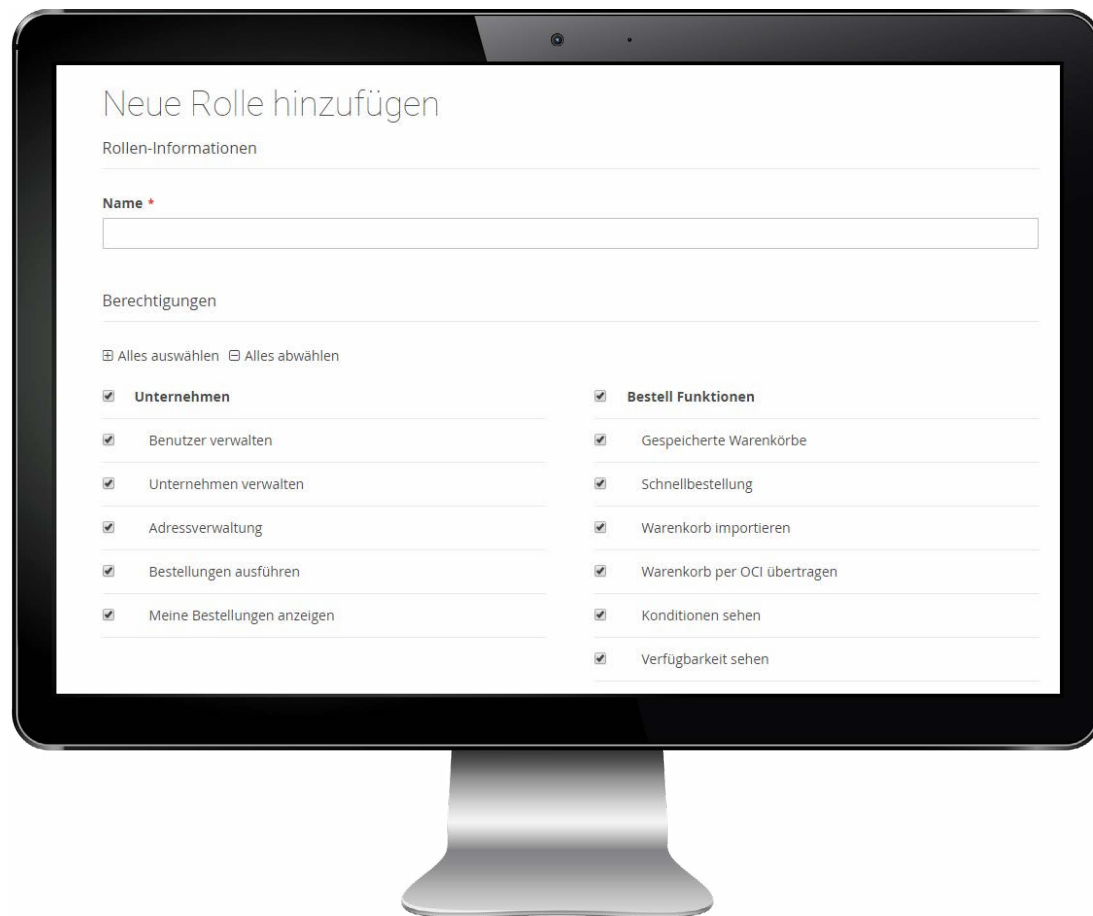 Neue Rolle hinzufügen
Rollen-Informationen
Name *
Berechtigungen
Alles auswählen Alles abwählen
Unternehmen
Benutzer verwalten
Unternehmen verwalten
Adressverwaltung
Bestellungen ausführen
Meine Bestellungen anzeigen
Bestell Funktionen
Gespeicherte Warenkörbe
Schnellbestellung
Warenkorb importieren
Warenkorb per OCI übertragen
Konditionen sehen
Verfügbarkeit sehen